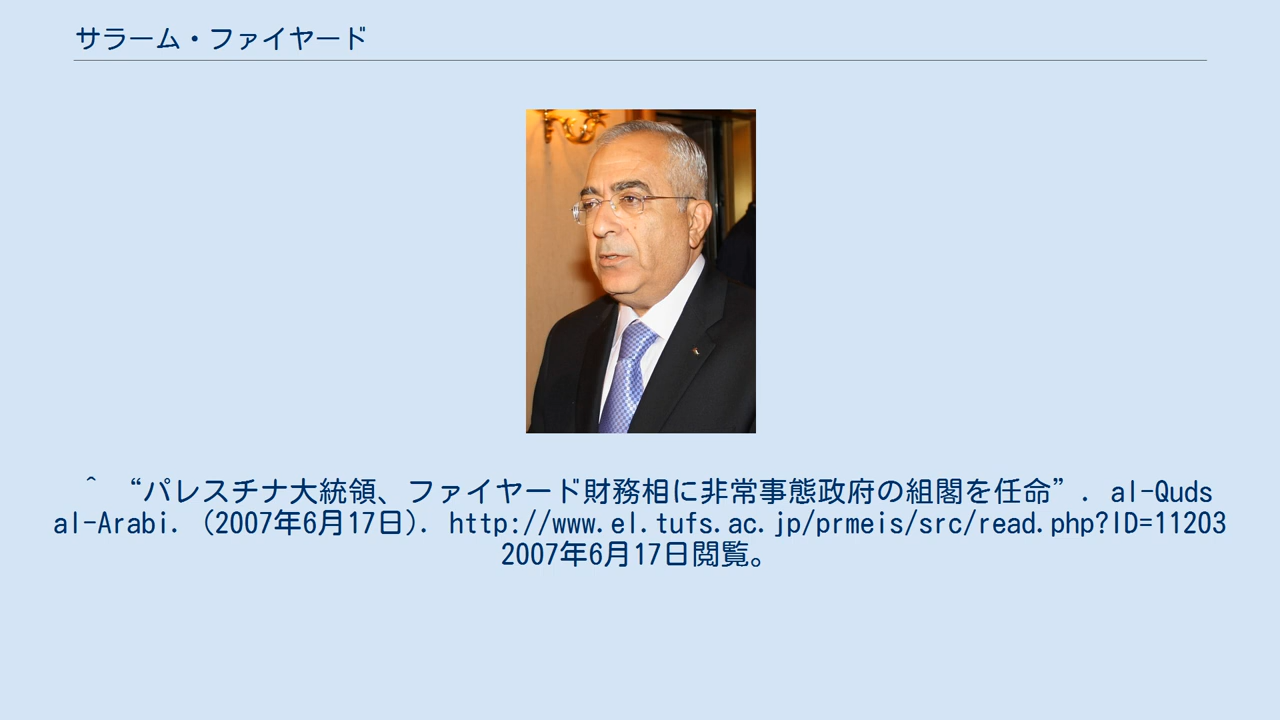 サラーム・ファイヤード
^ “パレスチナ大統領、ファイヤード財務相に非常事態政府の組閣を任命”. al-Quds
al-Arabi. (2007年6月17日). http://www.el.tufs.ac.jp/prmeis/src/read.php?ID=11203
2007年6月17日閲覧。